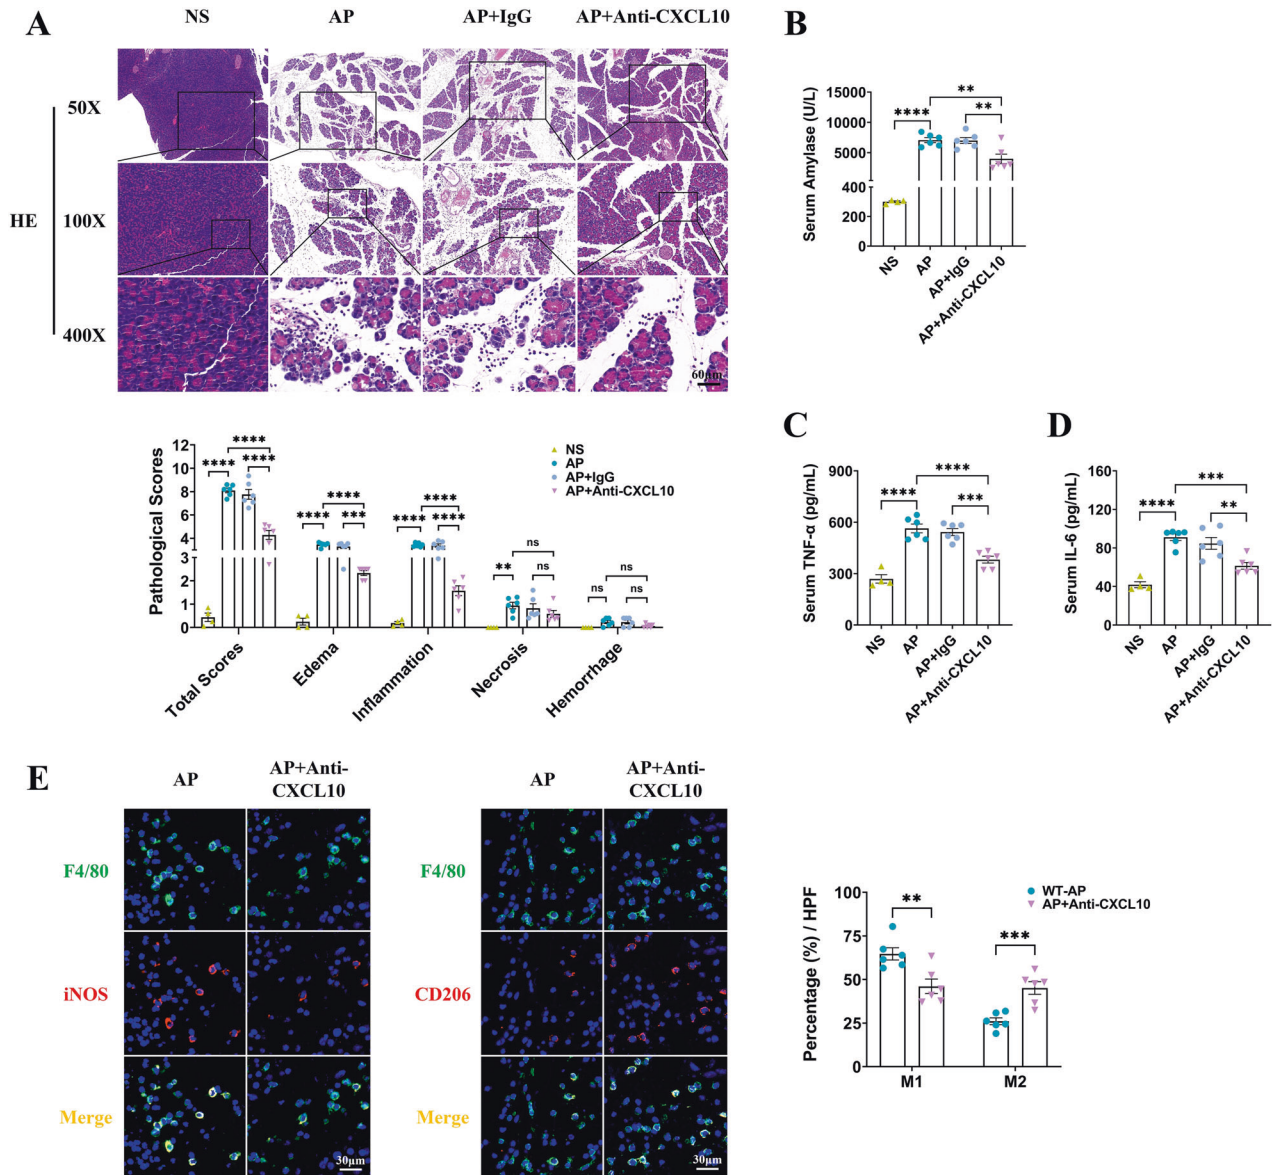 A
NS
AP
AP+IgG
AP+Anti-CXCL10
HE
50X
100X
400X
60μm
Pathological Scores
12
10
8
6
4
3
2
1
0
****
****
****
****
****
***
****
****
****
**
ns
ns
ns
ns
ns
NS
AP
AP+IgG
AP+Anti-CXCL10
Total Scores
Edema
Inflammation
Necrosis
Hemorrhage
B
Serum Amylase (U/L)
15000
10000
5000
400
200
0
****
**
**
NS
AP
AP+IgG
AP+Anti-CXCL10
C
Serum TNF-α (pg/mL)
900
600
300
0
****
****
***
NS
AP
AP+IgG
AP+Anti-CXCL10
D
Serum IL-6 (pg/mL)
160
120
80
40
0
****
***
**
NS
AP
AP+IgG
AP+Anti-CXCL10
E
AP
AP+Anti-
CXCL10
F4/80
iNOS
Merge
30μm
AP
AP+Anti-
CXCL10
F4/80
CD206
Merge
30μm
Percentage (%) / HPF
100
75
50
25
0
**
***
WT-AP
AP+Anti-CXCL10
M1
M2